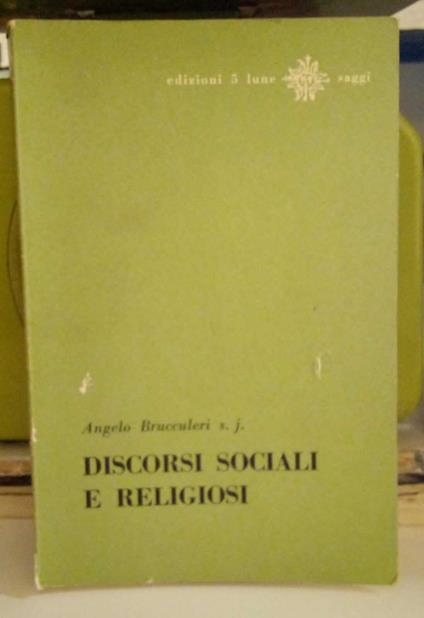 edizioni 5 lune saggi
Angelo Brucculeri s. j.
DISCORSI SOCIALI
E RELIGIOSI